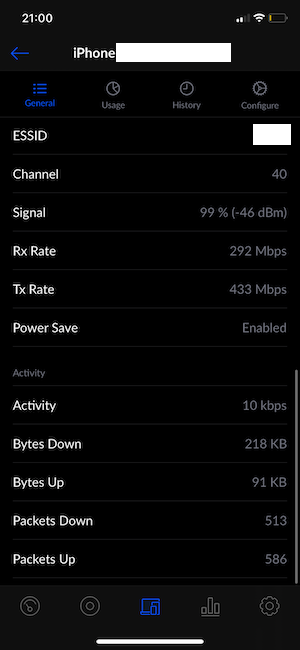 21:00
iPhone
General
Usage
History
Configure
ESSID
Channel 40
Signal 99 % (-46 dBm)
Rx Rate 292 Mbps
Tx Rate 433 Mbps
Power Save Enabled
Activity
Activity 10 kbps
Bytes Down 218 KB
Bytes Up 91 KB
Packets Down 513
Packets Up 586